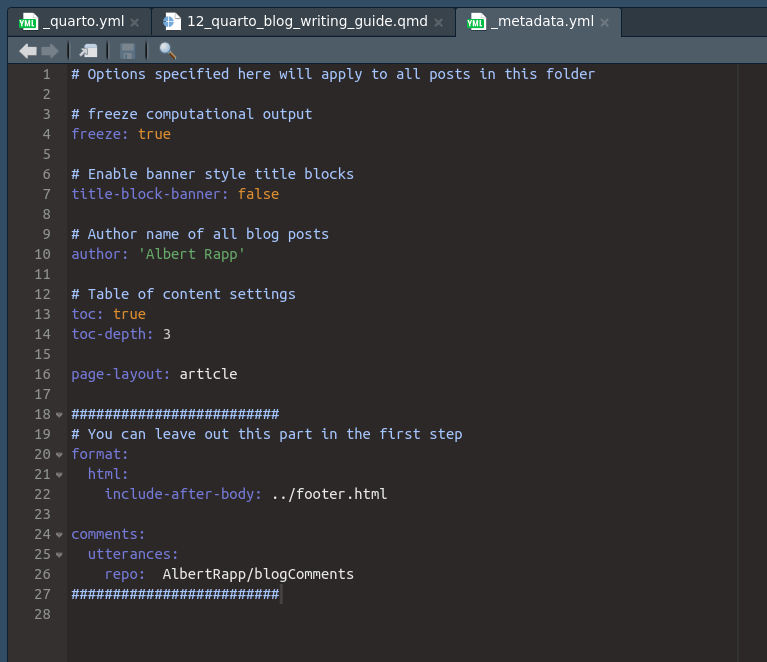 _quarto.yml
12_quarto_blog_writing_guide.qmd
_metadata.yml
1 # Options specified here will apply to all posts in this folder
2
3 # freeze computational output
4 freeze: true
5
6 # Enable banner style title blocks
7 title-block-banner: false
8
9 # Author name of all blog posts
10 author: 'Albert Rapp'
11
12 # Table of content settings
13 toc: true
14 toc-depth: 3
15
16 page-layout: article
17
18 #########################
19 # You can leave out this part in the first step
20 format:
21   html:
22     include-after-body: ../footer.html
23
24 comments:
25   utterances:
26     repo:  AlbertRapp/blogComments
27 #########################
28